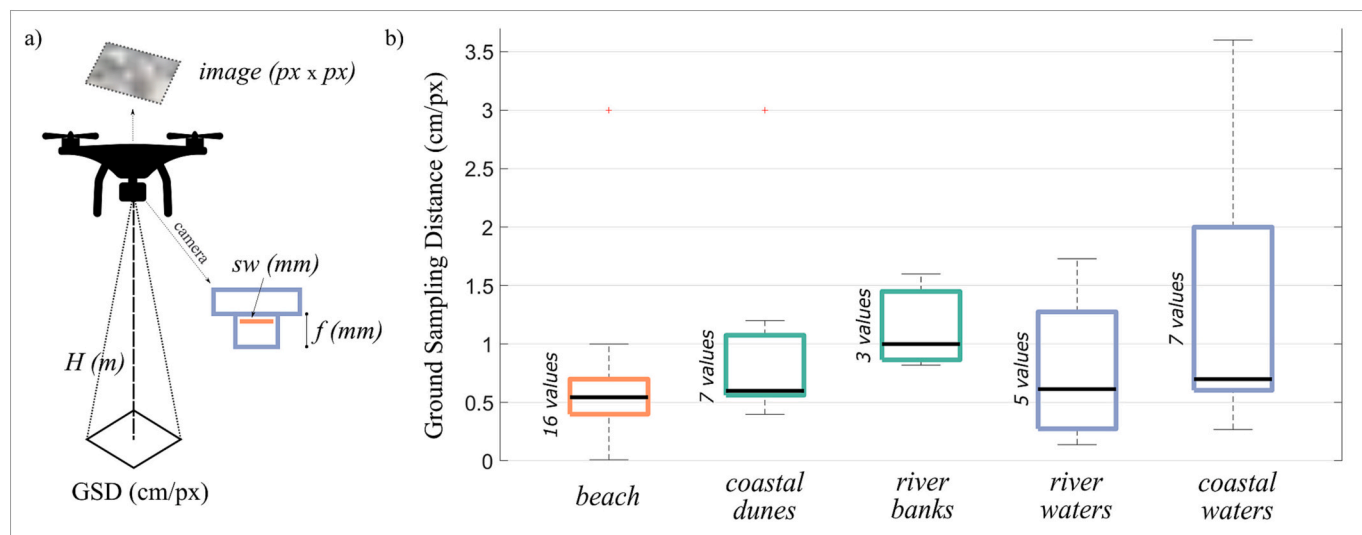 a)
image (px x px)
camera
sw (mm)
f (mm)
H (m)
GSD (cm/px)
b)
Ground Sampling Distance (cm/px)
3.5
3
2.5
2
1.5
1
0.5
0
16 values
7 values
3 values
5 values
7 values
beach
coastal
dunes
river
banks
river
waters
coastal
waters